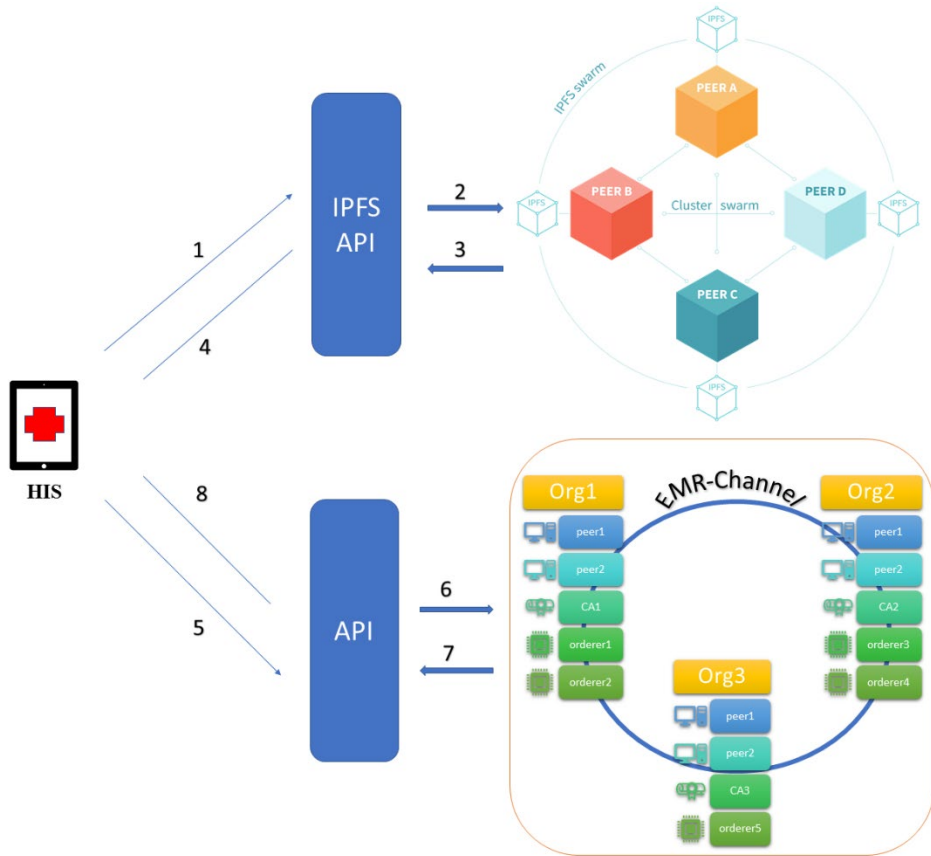 IPFS
IPFS swarm
PEER A
IPFS
API
2
3
1
4
IPFS
PEER B
Cluster swarm
PEER D
IPFS
PEER C
IPFS
HIS
8
5
API
6
7
EMR-Channel
Org1
peer1
peer2
CA1
orderer1
orderer2
Org2
peer1
peer2
CA2
orderer3
orderer4
Org3
peer1
peer2
CA3
orderer5